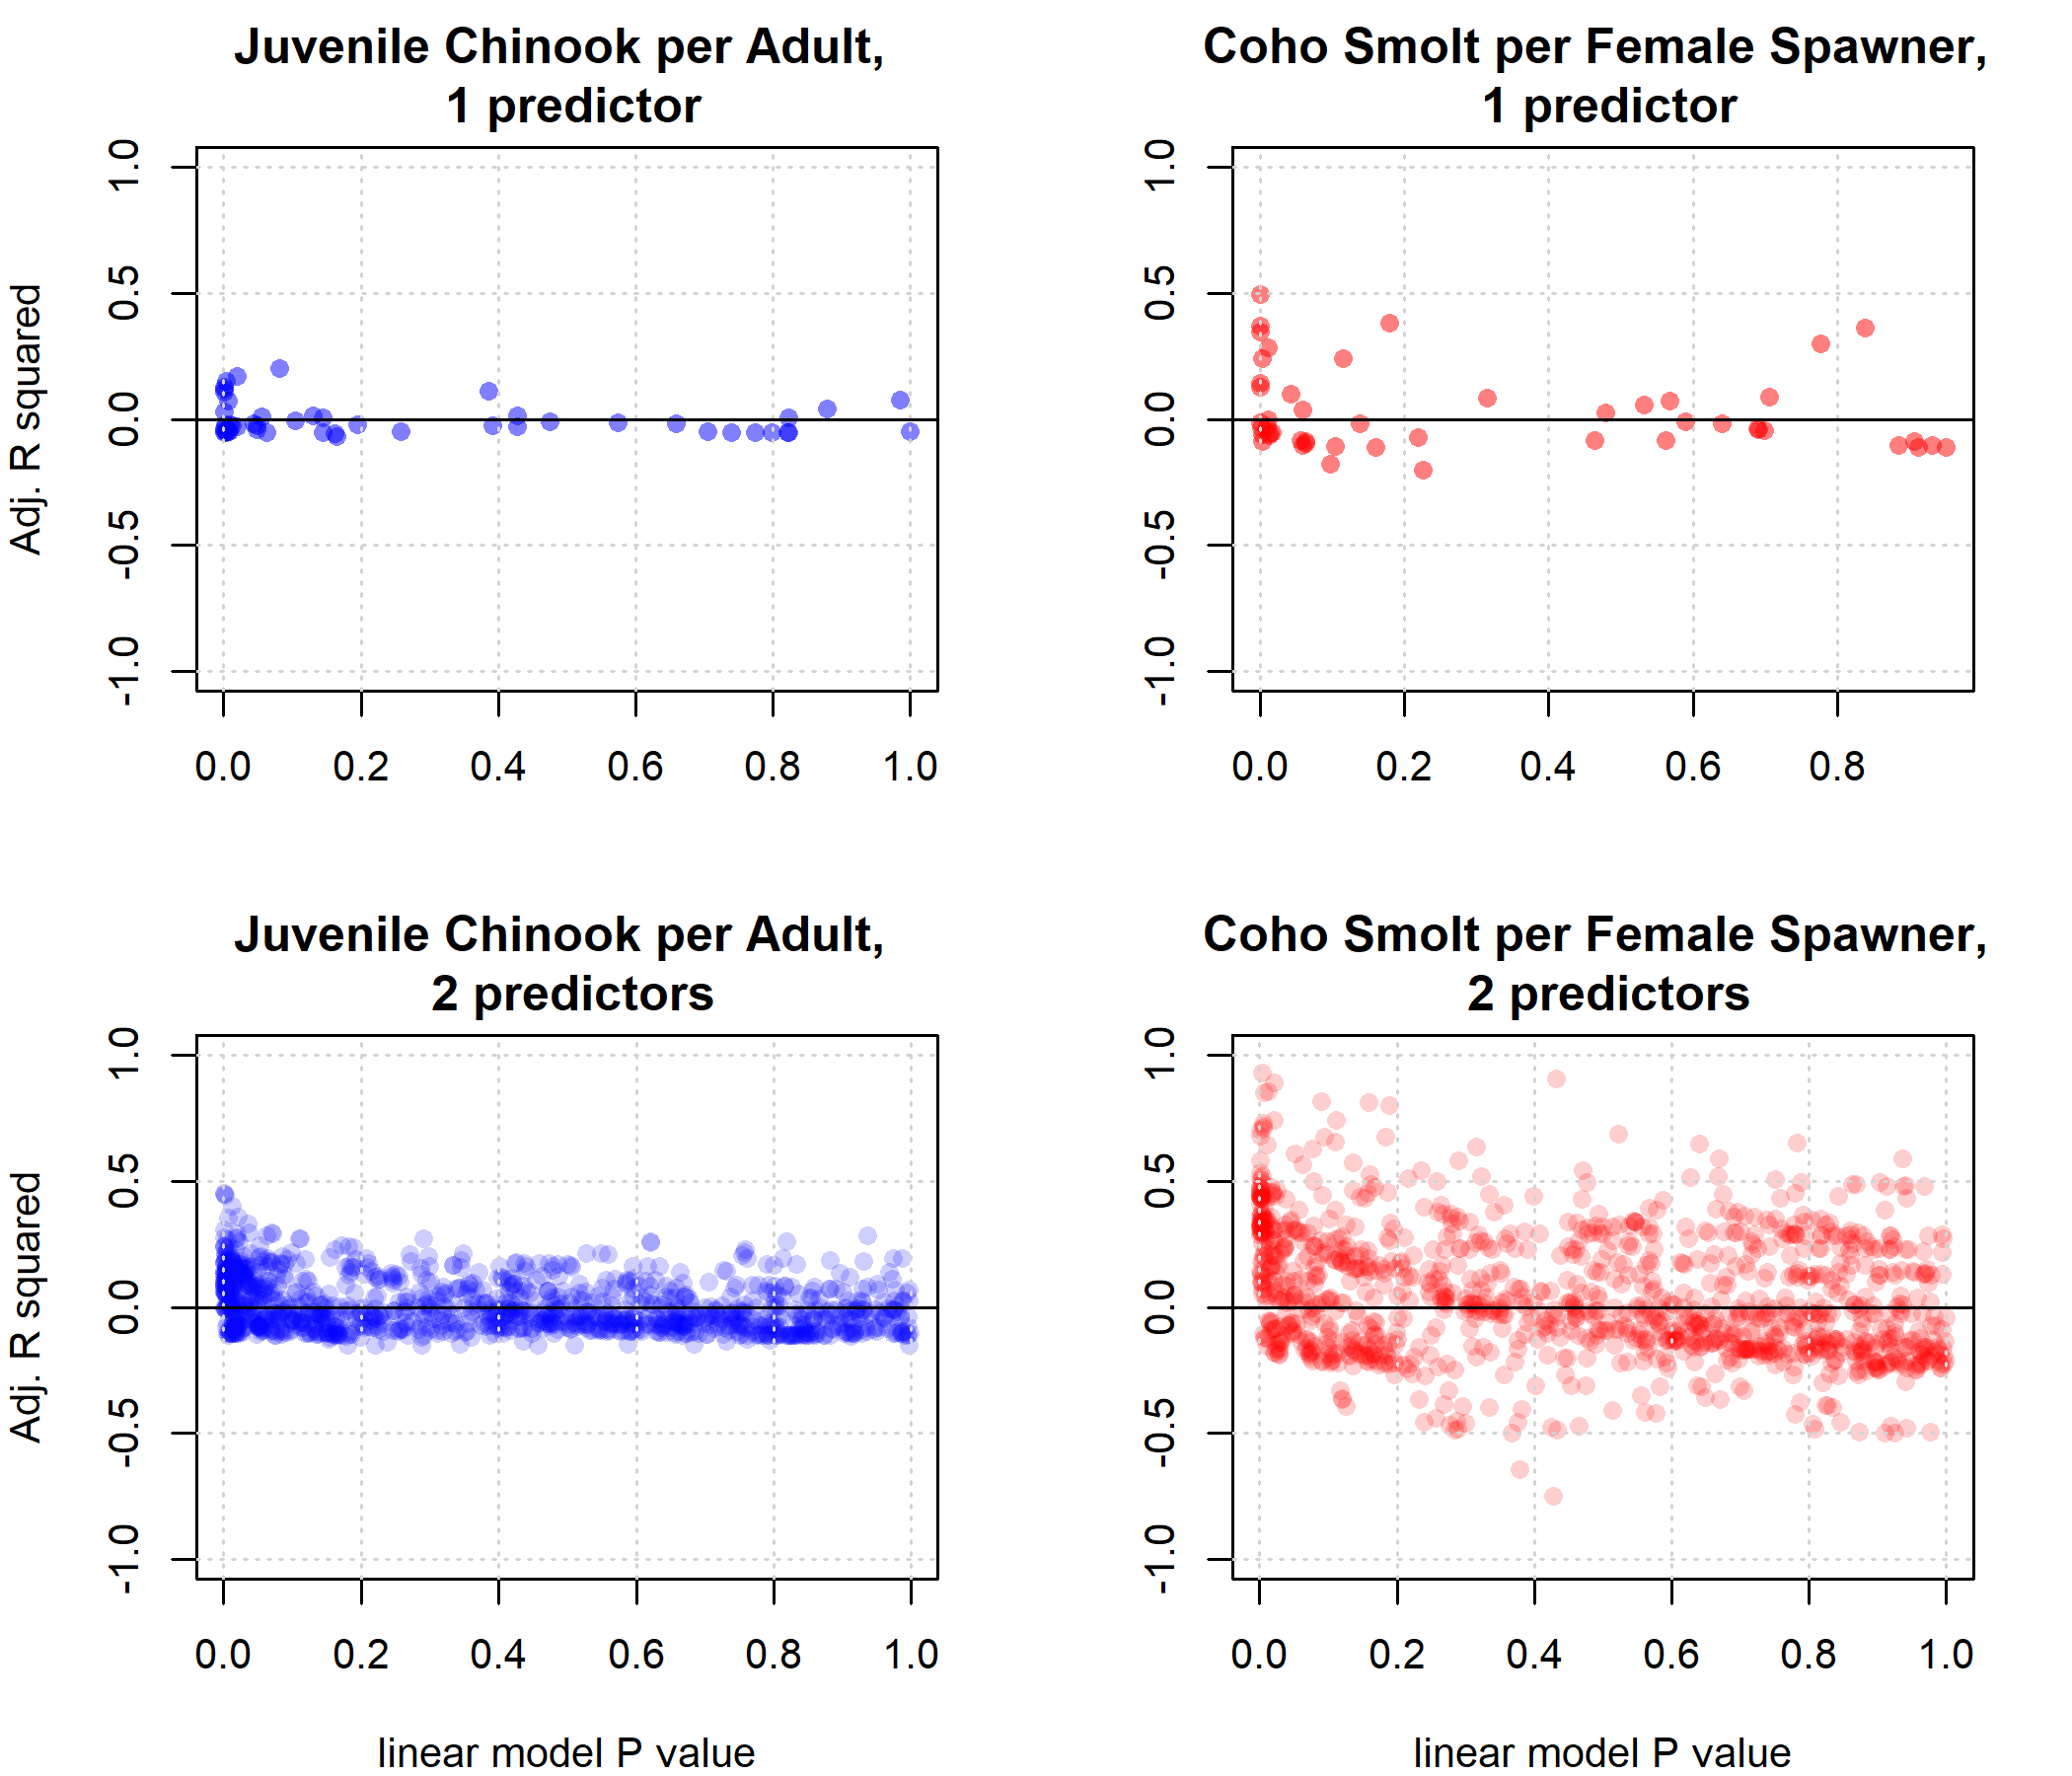 Juvenile Chinook per Adult,
1 predictor
Adj. R squared
1.0
0.5
0.0
-0.5
-1.0
0.0 0.2 0.4 0.6 0.8 1.0
Coho Smolt per Female Spawner,
1 predictor
1.0
0.5
0.0
-0.5
-1.0
0.0 0.2 0.4 0.6 0.8
Juvenile Chinook per Adult,
2 predictors
Adj. R squared
1.0
0.5
0.0
-0.5
-1.0
0.0 0.2 0.4 0.6 0.8 1.0
linear model P value
Coho Smolt per Female Spawner,
2 predictors
1.0
0.5
0.0
-0.5
-1.0
0.0 0.2 0.4 0.6 0.8 1.0
linear model P value